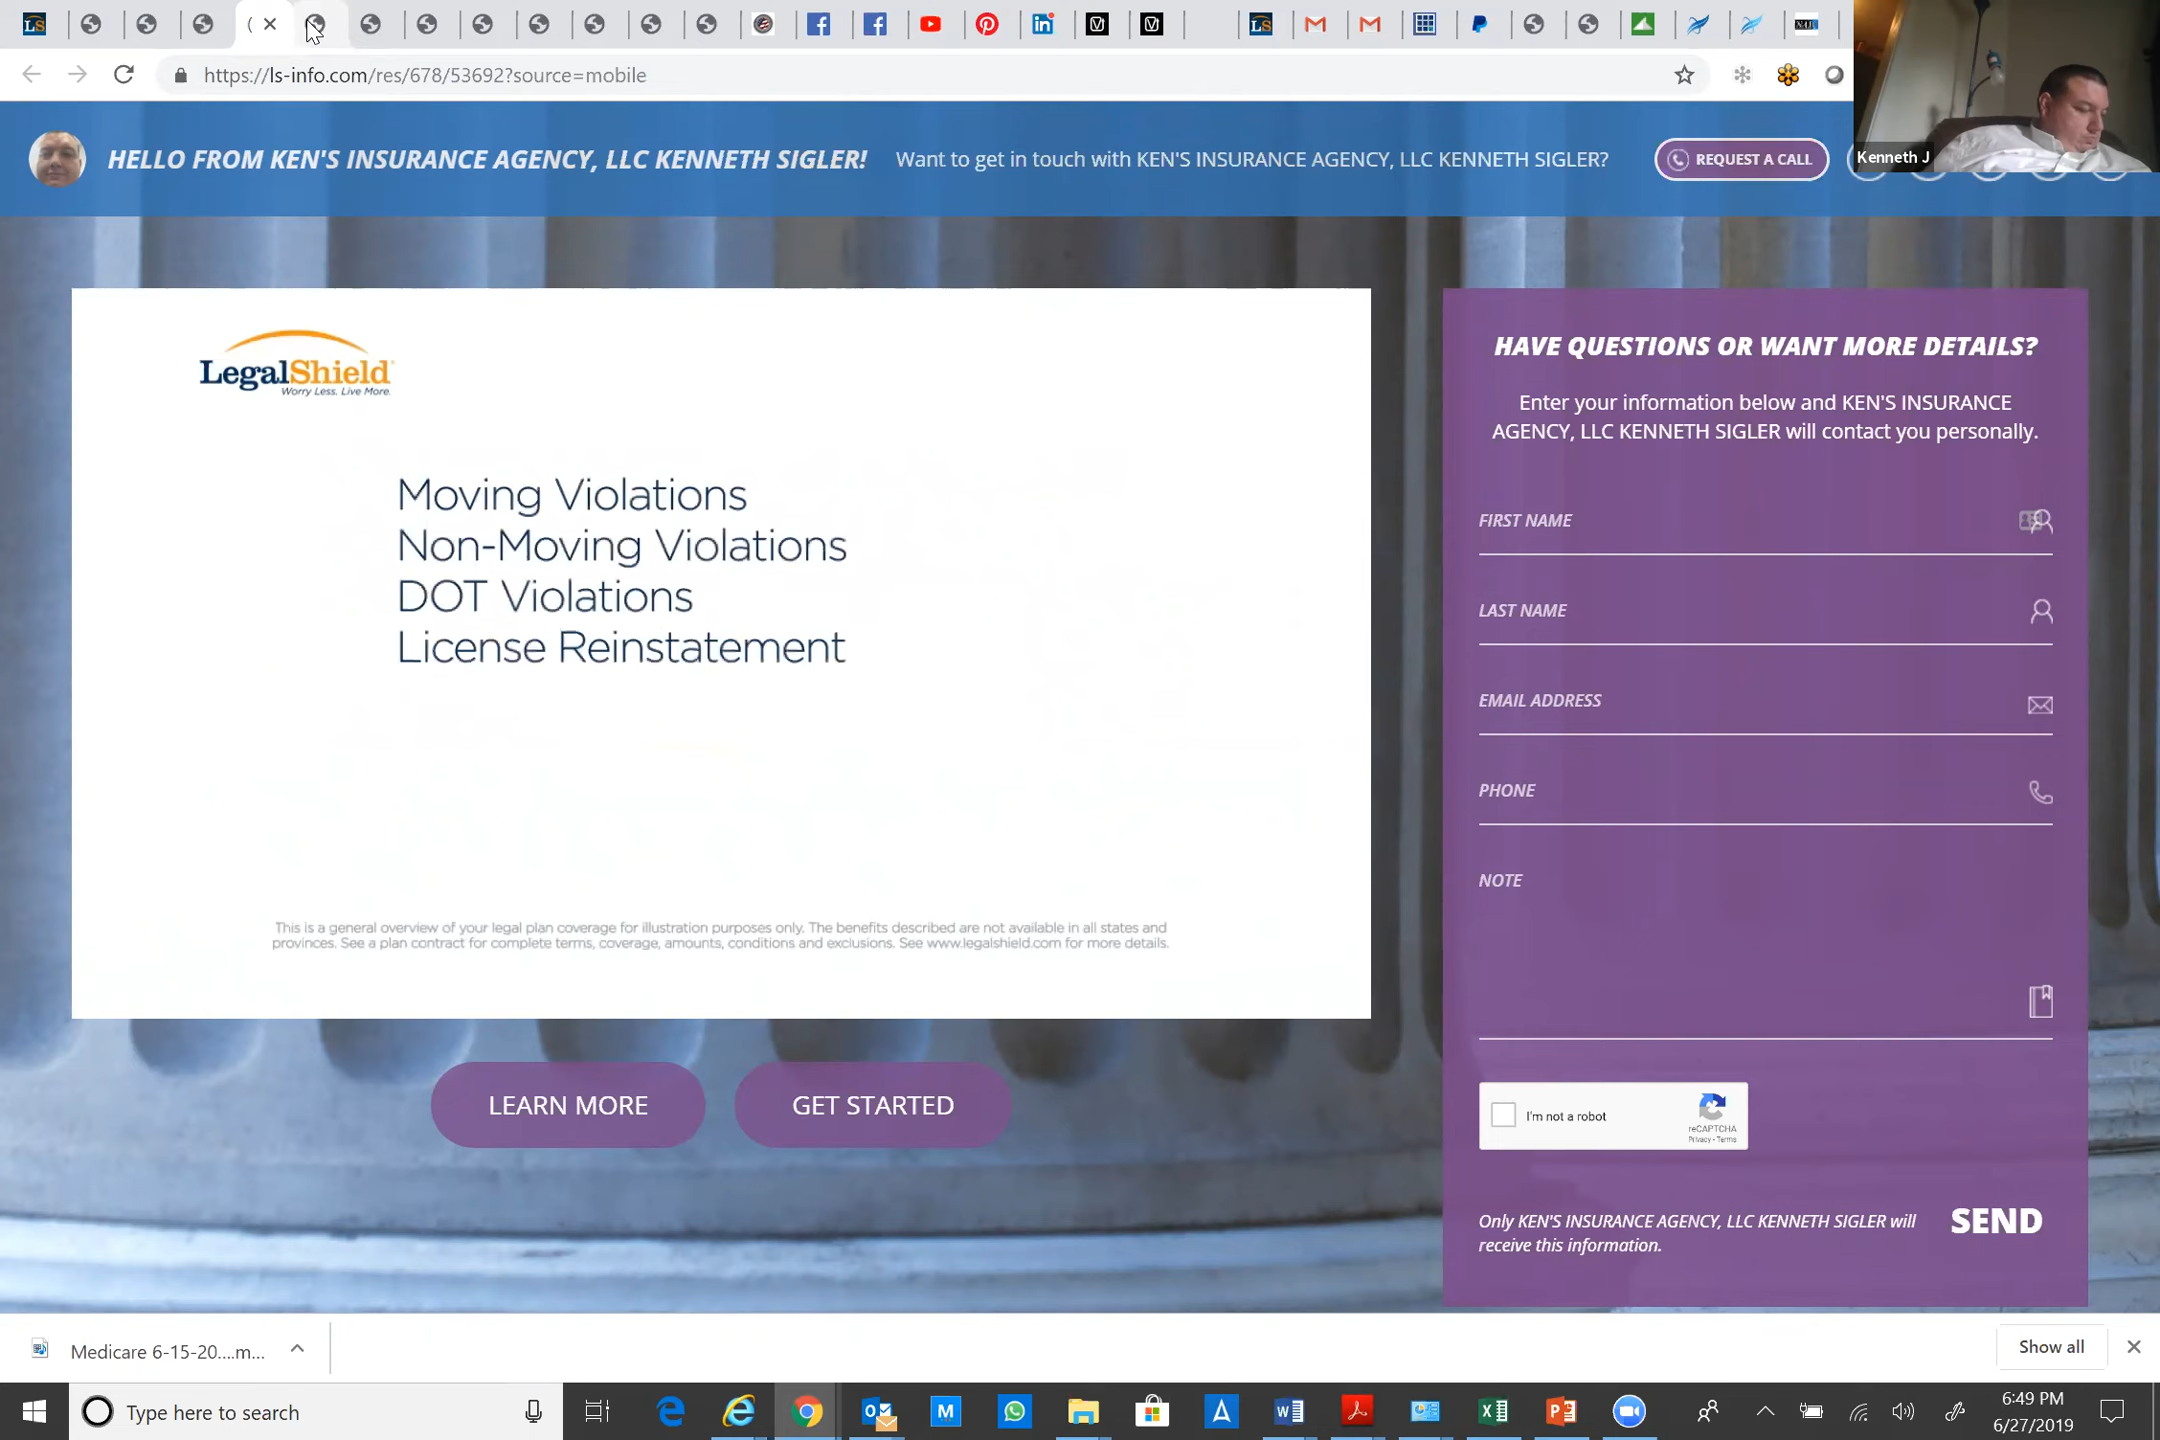 https://ls-info.com/res/678/53692?source=mobile
Kenneth J
HELLO FROM KEN'S INSURANCE AGENCY, LLC KENNETH SIGLER!
Want to get in touch with KEN'S INSURANCE AGENCY, LLC KENNETH SIGLER?
REQUEST A CALL
LegalShield
Worry Less. Live More.
Moving Violations
Non-Moving Violations
DOT Violations
License Reinstatement
This is a general overview of your legal plan coverage for illustration purposes only. The benefits described are not available in all states and
provinces. See a plan contract for complete terms, coverage, amounts, conditions and exclusions. See www.legalshield.com for more details.
LEARN MORE
GET STARTED
HAVE QUESTIONS OR WANT MORE DETAILS?
Enter your information below and KEN'S INSURANCE
AGENCY, LLC KENNETH SIGLER will contact you personally.
FIRST NAME
LAST NAME
EMAIL ADDRESS
PHONE
NOTE
I'm not a robot
reCAPTCHA
Privacy - Terms
Only KEN'S INSURANCE AGENCY, LLC KENNETH SIGLER will
receive this information.
SEND
Medicare 6-15-20....m...
Show all
Type here to search
6:49 PM
6/27/2019